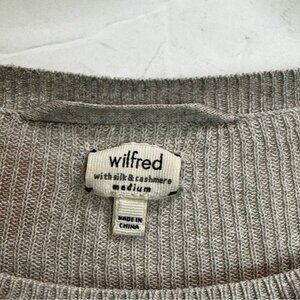 wilfred
with silk & cashmere
medium
MADE IN
CHINA